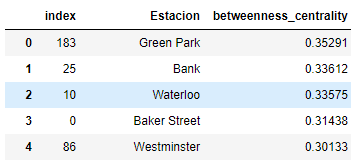 index Estacion betweenness_centrality
0 183 Green Park 0.35291
1 25 Bank 0.33612
2 10 Waterloo 0.33575
3 0 Baker Street 0.31438
4 86 Westminster 0.30133